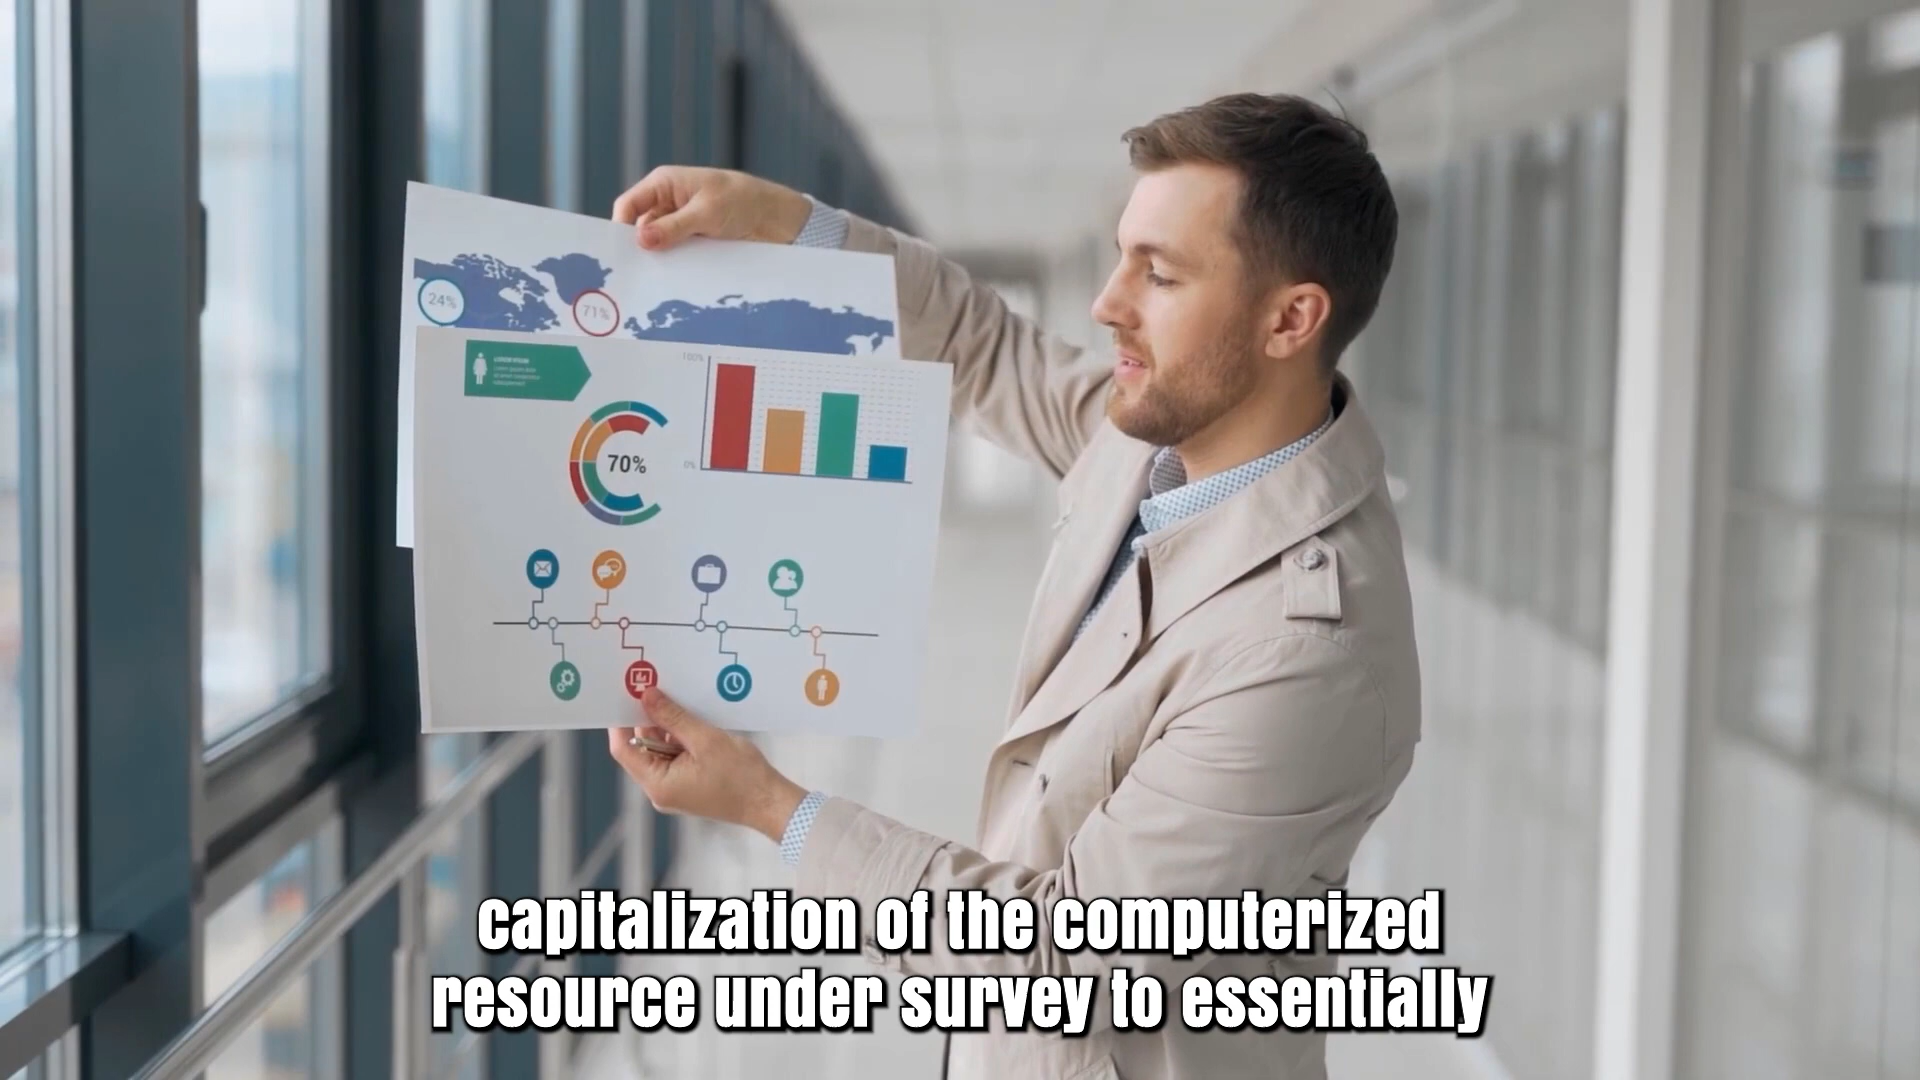 24%
71%
100%
70%
0%
capitalization of the computerized
resource under survey to essentially